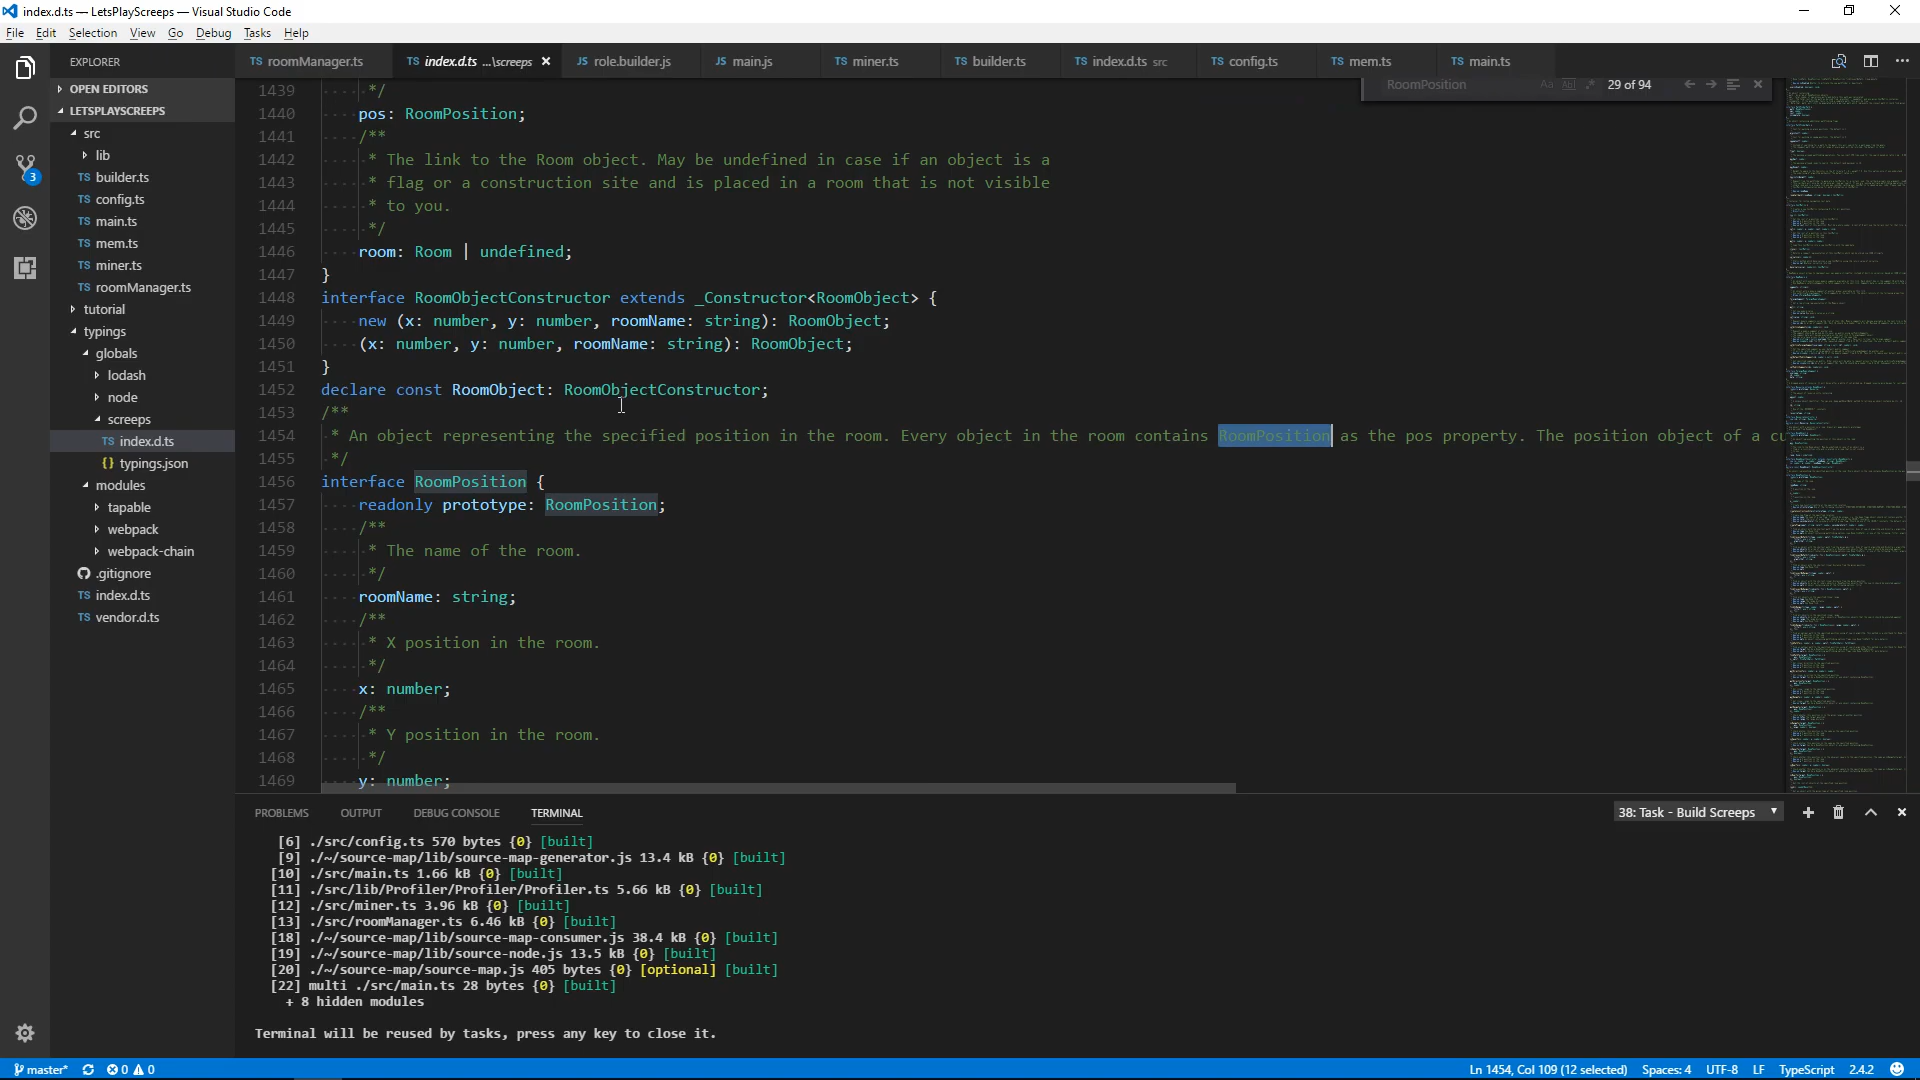 index.d.ts — LetsPlayScreeps — Visual Studio Code
File Edit Selection View Go Debug Tasks Help
EXPLORER
OPEN EDITORS
LETSPLAYSCREEPS
src
lib
TS builder.ts
TS config.ts
TS main.ts
TS mem.ts
TS miner.ts
TS roomManager.ts
tutorial
typings
globals
lodash
node
screeps
TS index.d.ts
{} typings.json
modules
tapable
webpack
webpack-chain
.gitignore
TS index.d.ts
TS vendor.d.ts
3
TS roomManager.ts TS index.d.ts ...\screeps JS role.builder.js JS main.js TS miner.ts TS builder.ts TS index.d.ts src TS config.ts TS mem.ts TS main.ts
RoomPosition Aa Ab| .* 29 of 94
1439 */
1440 pos: RoomPosition;
1441 /**
1442 * The link to the Room object. May be undefined in case if an object is a
1443 * flag or a construction site and is placed in a room that is not visible
1444 * to you.
1445 */
1446 room: Room | undefined;
1447 }
1448 interface RoomObjectConstructor extends _Constructor<RoomObject> {
1449 new (x: number, y: number, roomName: string): RoomObject;
1450 (x: number, y: number, roomName: string): RoomObject;
1451 }
1452 declare const RoomObject: RoomObjectConstructor;
1453 /**
1454 * An object representing the specified position in the room. Every object in the room contains RoomPosition as the pos property. The position object of a cu
1455 */
1456 interface RoomPosition {
1457 readonly prototype: RoomPosition;
1458 /**
1459 * The name of the room.
1460 */
1461 roomName: string;
1462 /**
1463 * X position in the room.
1464 */
1465 x: number;
1466 /**
1467 * Y position in the room.
1468 */
1469 y: number;
PROBLEMS OUTPUT DEBUG CONSOLE TERMINAL 38: Task - Build Screeps
[6] ./src/config.ts 570 bytes {0} [built]
[9] ./~/source-map/lib/source-map-generator.js 13.4 kB {0} [built]
[10] ./src/main.ts 1.66 kB {0} [built]
[11] ./src/lib/Profiler/Profiler/Profiler.ts 5.66 kB {0} [built]
[12] ./src/miner.ts 3.96 kB {0} [built]
[13] ./src/roomManager.ts 6.46 kB {0} [built]
[18] ./~/source-map/lib/source-map-consumer.js 38.4 kB {0} [built]
[19] ./~/source-map/lib/source-node.js 13.5 kB {0} [built]
[20] ./~/source-map/source-map.js 405 bytes {0} [optional] [built]
[22] multi ./src/main.ts 28 bytes {0} [built]
+ 8 hidden modules
Terminal will be reused by tasks, press any key to close it.
master* 0 0 Ln 1454, Col 109 (12 selected) Spaces: 4 UTF-8 LF TypeScript 2.4.2